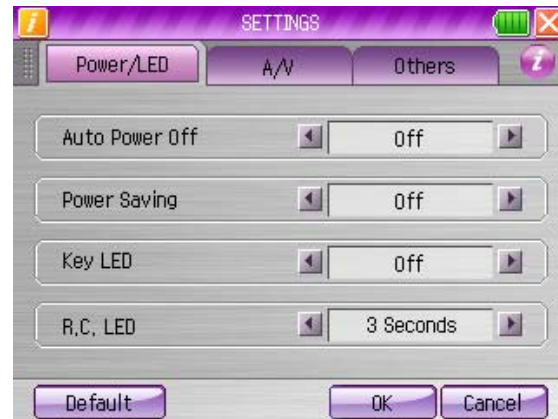 SETTINGS
Power/LED A/V Others
Auto Power Off Off
Power Saving Off
Key LED Off
R.C. LED 3 Seconds
Default OK Cancel